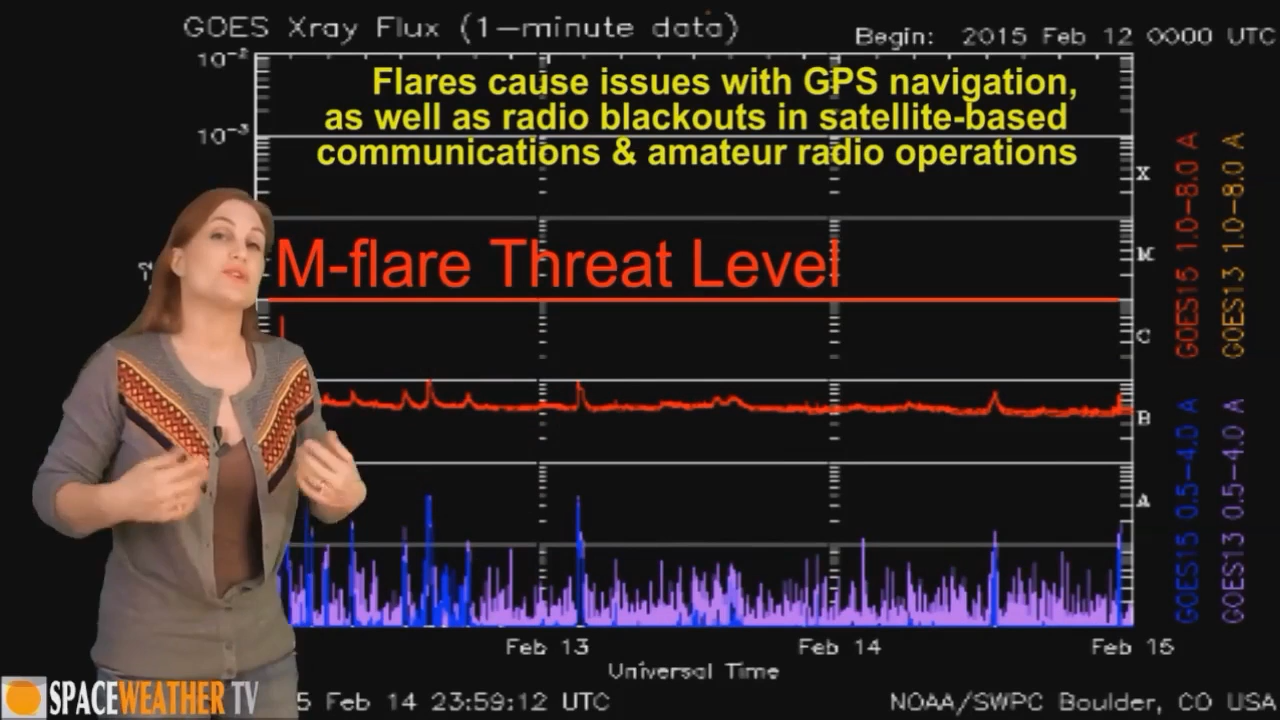 GOES Xray Flux (1-minute data)
Begin: 2015 Feb 12 0000 UTC
10-2
Flares cause issues with GPS navigation,
as well as radio blackouts in satellite-based
10-3
communications & amateur radio operations
X
M-flare Threat Level
M
C
B
A
GOES15 1.0-8.0 A
GOES13 1.0-8.0 A
GOES15 0.5-4.0 A
GOES13 0.5-4.0 A
Feb 13
Feb 14
Feb 15
Universal Time
SPACEWEATHER TV
5 Feb 14 23:59:12 UTC
NOAA/SWPC Boulder, CO USA